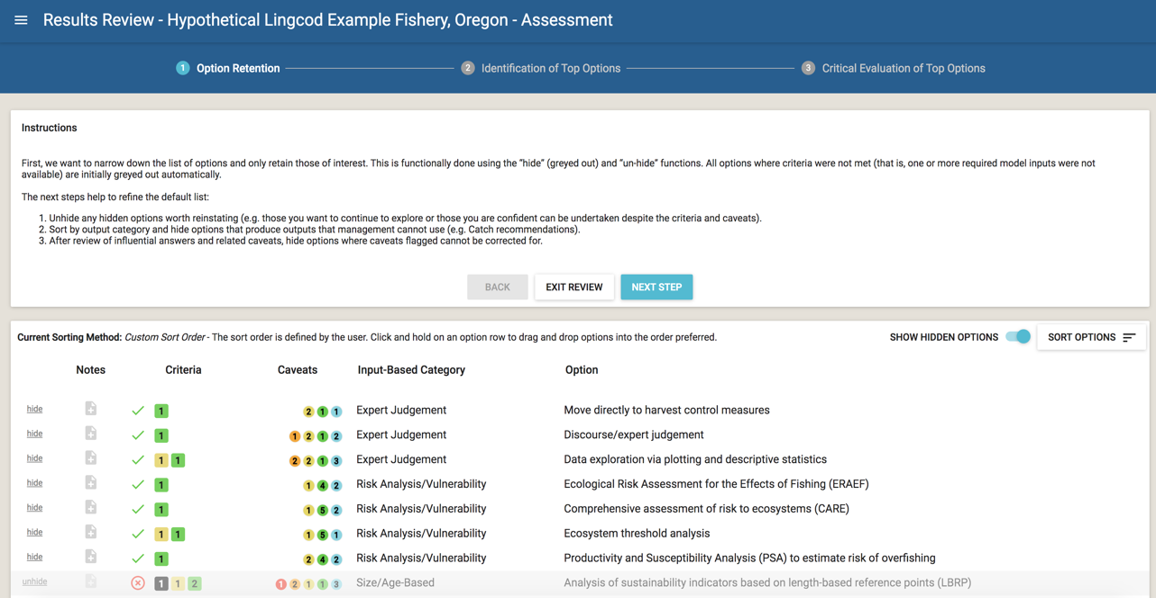 Results Review - Hypothetical Lingcod Example Fishery, Oregon - Assessment
1 Option Retention 2 Identification of Top Options 3 Critical Evaluation of Top Options
Instructions
First, we want to narrow down the list of options and only retain those of interest. This is functionally done using the "hide" (greyed out) and "un-hide" functions. All options where criteria were not met (that is, one or more required model inputs were not
available) are initially greyed out automatically.
The next steps help to refine the default list:
1. Unhide any hidden options worth reinstating (e.g. those you want to continue to explore or those you are confident can be undertaken despite the criteria and caveats).
2. Sort by output category and hide options that produce outputs that management cannot use (e.g. Catch recommendations).
3. After review of influential answers and related caveats, hide options where caveats flagged cannot be corrected for.
BACK EXIT REVIEW NEXT STEP
Current Sorting Method: Custom Sort Order - The sort order is defined by the user. Click and hold on an option row to drag and drop options into the order preferred. SHOW HIDDEN OPTIONS SORT OPTIONS
Notes Criteria Caveats Input-Based Category Option
hide 1 2 1 1 Expert Judgement Move directly to harvest control measures
hide 1 1 2 1 2 Expert Judgement Discourse/expert judgement
hide 1 1 2 2 1 3 Expert Judgement Data exploration via plotting and descriptive statistics
hide 1 1 4 2 Risk Analysis/Vulnerability Ecological Risk Assessment for the Effects of Fishing (ERAEF)
hide 1 1 5 2 Risk Analysis/Vulnerability Comprehensive assessment of risk to ecosystems (CARE)
hide 1 1 1 5 1 Risk Analysis/Vulnerability Ecosystem threshold analysis
hide 1 2 4 2 Risk Analysis/Vulnerability Productivity and Susceptibility Analysis (PSA) to estimate risk of overfishing
unhide 1 1 2 1 2 1 1 3 Size/Age-Based Analysis of sustainability indicators based on length-based reference points (LBRP)